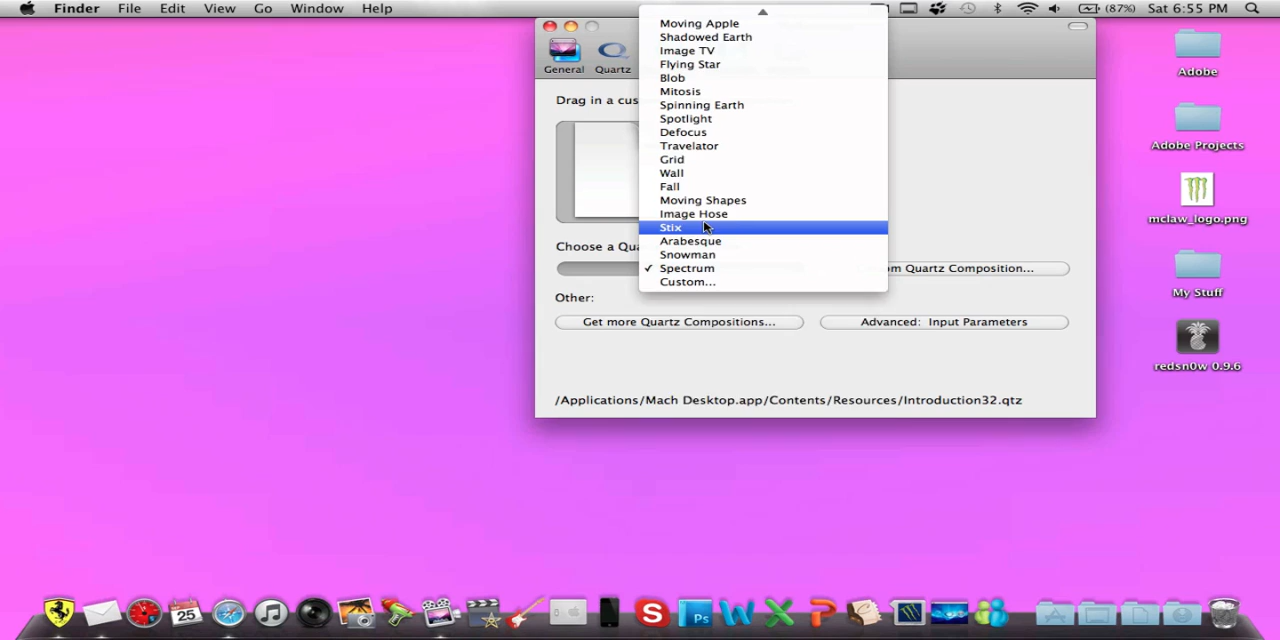 Finder File Edit View Go Window Help
(87%) Sat 6:55 PM
General Quartz
Drag in a cus
Moving Apple
Shadowed Earth
Image TV
Flying Star
Blob
Mitosis
Spinning Earth
Spotlight
Defocus
Travelator
Grid
Wall
Fall
Moving Shapes
Image Hose
Stix
Arabesque
Snowman
✓ Spectrum
Custom...
Choose a Qua
om Quartz Composition...
Other:
Get more Quartz Compositions...
Advanced: Input Parameters
/Applications/Mach Desktop.app/Contents/Resources/Introduction32.qtz
Adobe
Adobe Projects
mclaw_logo.png
My Stuff
redsn0w 0.9.6
25
S
Ps
W
X
P